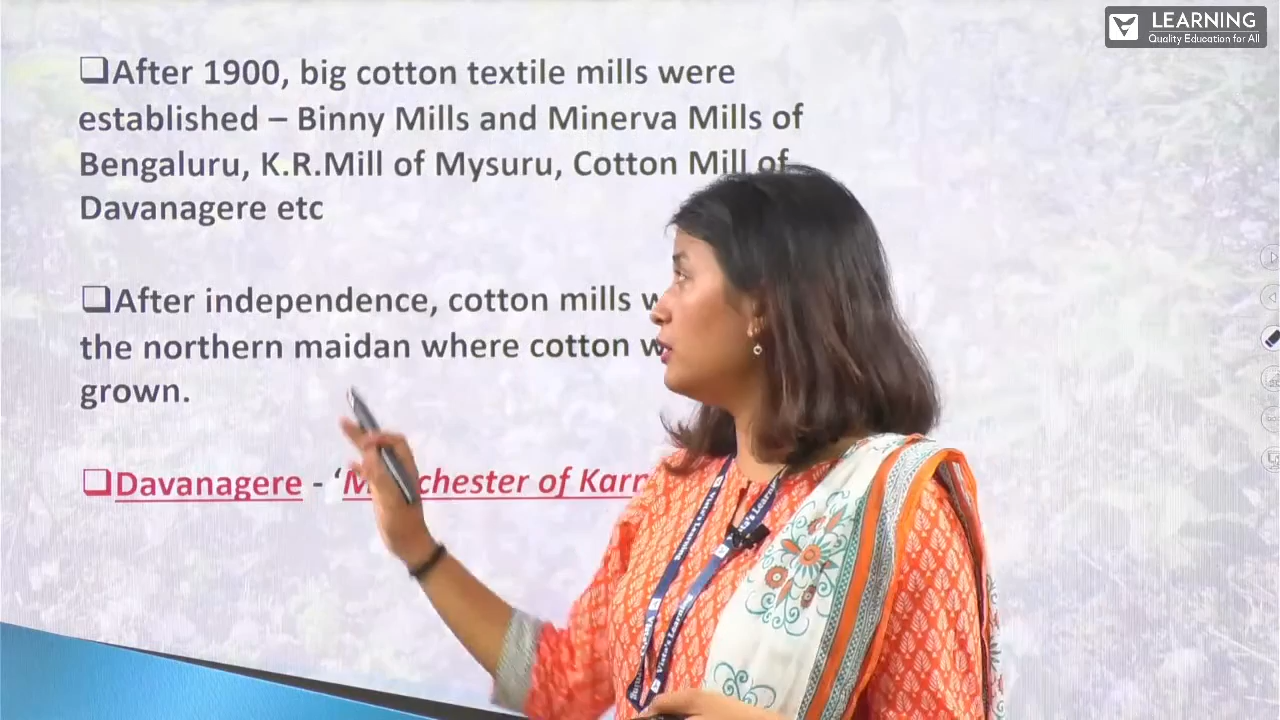 LEARNING
Quality Education for All
❑After 1900, big cotton textile mills were
established – Binny Mills and Minerva Mills of
Bengaluru, K.R.Mill of Mysuru, Cotton Mill of
Davanagere etc
❑After independence, cotton mills
the northern maidan where cotton
grown.
❑Davanagere - ‘ of
Vista's Learning